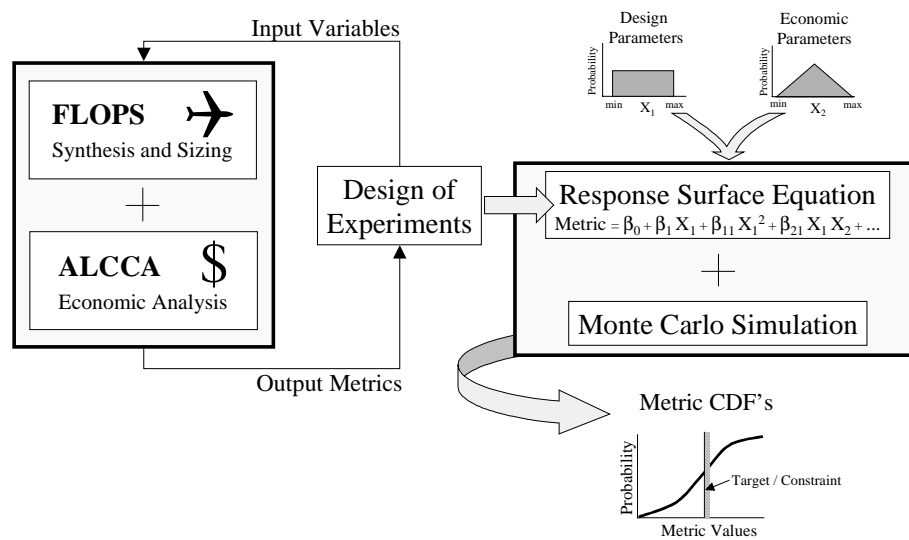 Input Variables
FLOPS
Synthesis and Sizing
ALCCA
$
Economic Analysis
Output Metrics
Design of
Experiments
Design
Parameters
Probability
min
max
X₁
Economic
Parameters
Probability
min
max
X₂
Response Surface Equation
Metric = β₀ + β₁ X₁ + β₁₁ X₁² + β₂₁ X₁ X₂ + ...
Monte Carlo Simulation
Metric CDF's
Probability
Target / Constraint
Metric Values